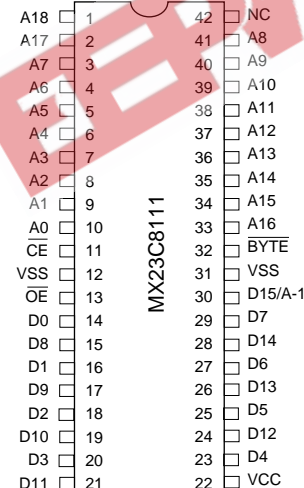 A18 1 42 NC
A17 2 41 A8
A7 3 40 A9
A6 4 39 A10
A5 5 38 A11
A4 6 37 A12
A3 7 36 A13
A2 8 35 A14
A1 9 34 A15
A0 10 33 A16
CE 11 32 BYTE
VSS 12 31 VSS
OE 13 30 D15/A-1
D0 14 29 D7
D8 15 28 D14
D1 16 27 D6
D9 17 26 D13
D2 18 25 D5
D10 19 24 D12
D3 20 23 D4
D11 21 22 VCC
MX23C8111